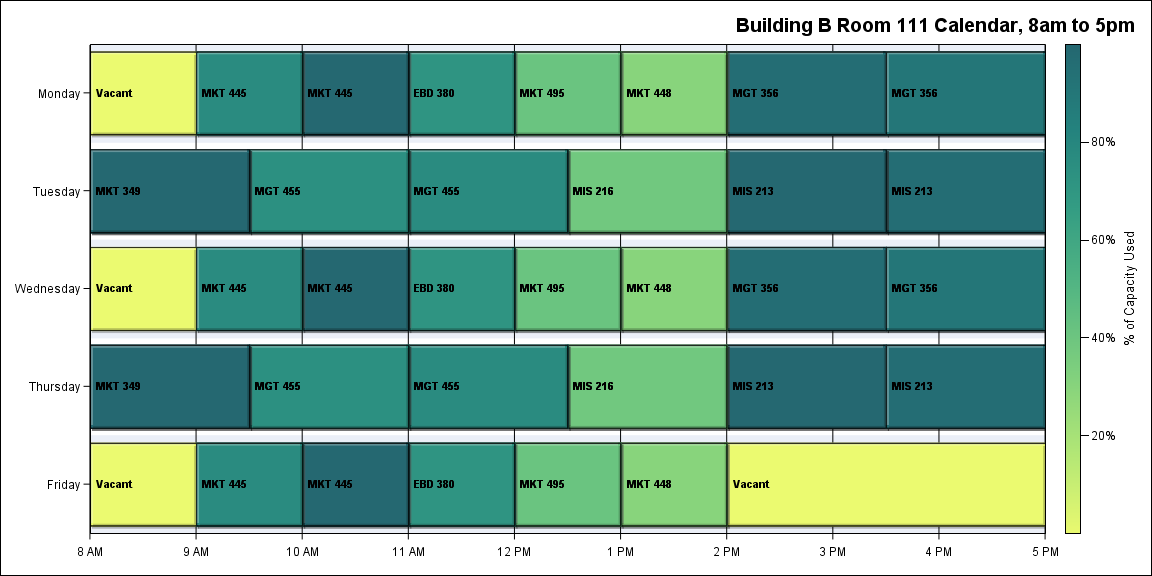 Building B Room 111 Calendar, 8am to 5pm
Monday
Vacant
MKT 445
MKT 445
EBD 380
MKT 495
MKT 448
MGT 356
MGT 356
Tuesday
MKT 349
MGT 455
MGT 455
MIS 216
MIS 213
MIS 213
Wednesday
Vacant
MKT 445
MKT 445
EBD 380
MKT 495
MKT 448
MGT 356
MGT 356
Thursday
MKT 349
MGT 455
MGT 455
MIS 216
MIS 213
MIS 213
Friday
Vacant
MKT 445
MKT 445
EBD 380
MKT 495
MKT 448
Vacant
8 AM
9 AM
10 AM
11 AM
12 PM
1 PM
2 PM
3 PM
4 PM
5 PM
80%
60%
40%
20%
% of Capacity Used